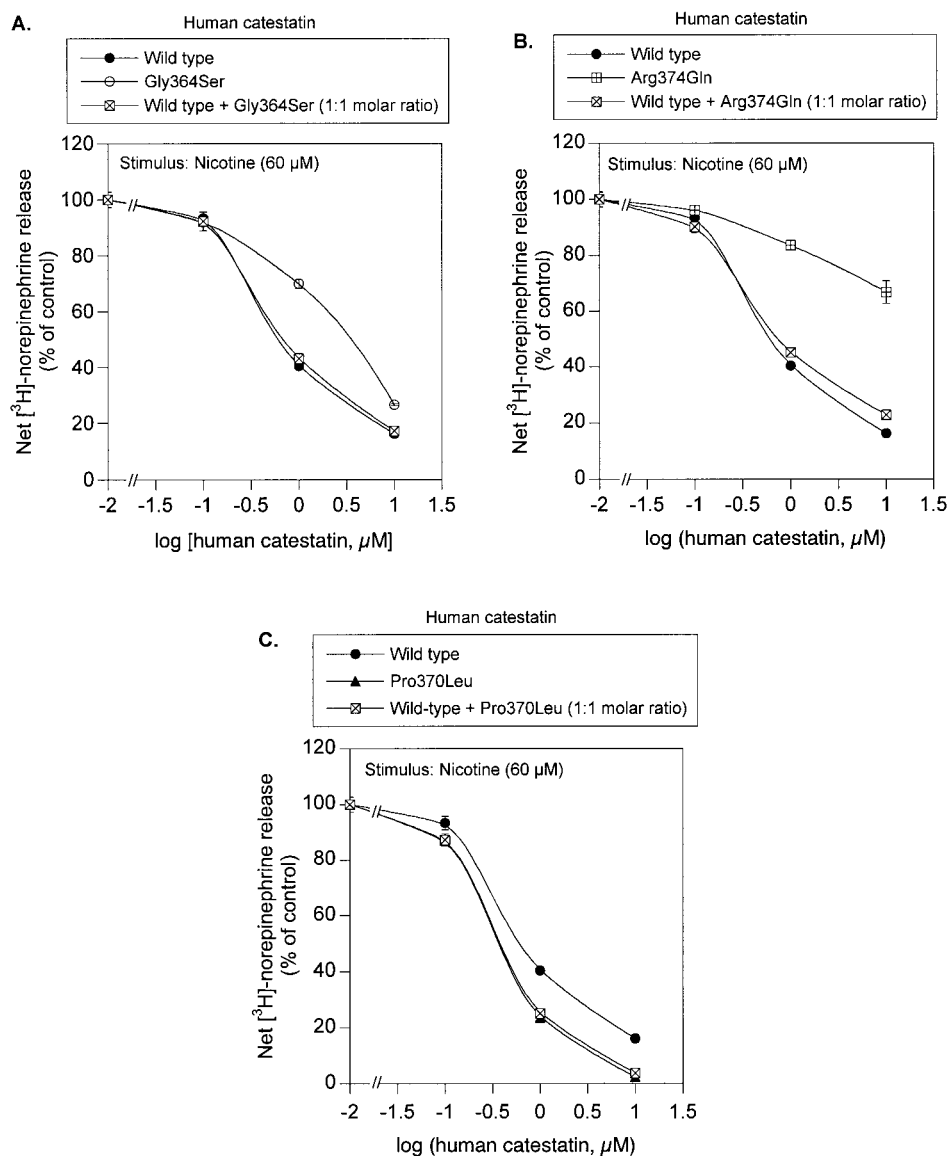 A.
Human catestatin
Wild type
Gly364Ser
Wild type + Gly364Ser (1:1 molar ratio)
Stimulus: Nicotine (60 µM)
Net [³H]-norepinephrine release
(% of control)
120
100
80
60
40
20
0
-2 -1 -0.5 0 0.5 1 1.5
log [human catestatin, µM]
B.
Human catestatin
Wild type
Arg374Gln
Wild type + Arg374Gln (1:1 molar ratio)
Stimulus: Nicotine (60 µM)
Net [³H]-norepinephrine release
(% of control)
120
100
80
60
40
20
0
-2 -1 -0.5 0 0.5 1 1.5
log (human catestatin, µM)
C.
Human catestatin
Wild type
Pro370Leu
Wild-type + Pro370Leu (1:1 molar ratio)
Stimulus: Nicotine (60 µM)
Net [³H]-norepinephrine release
(% of control)
120
100
80
60
40
20
0
-2 -1 -0.5 0 0.5 1 1.5
log (human catestatin, µM)